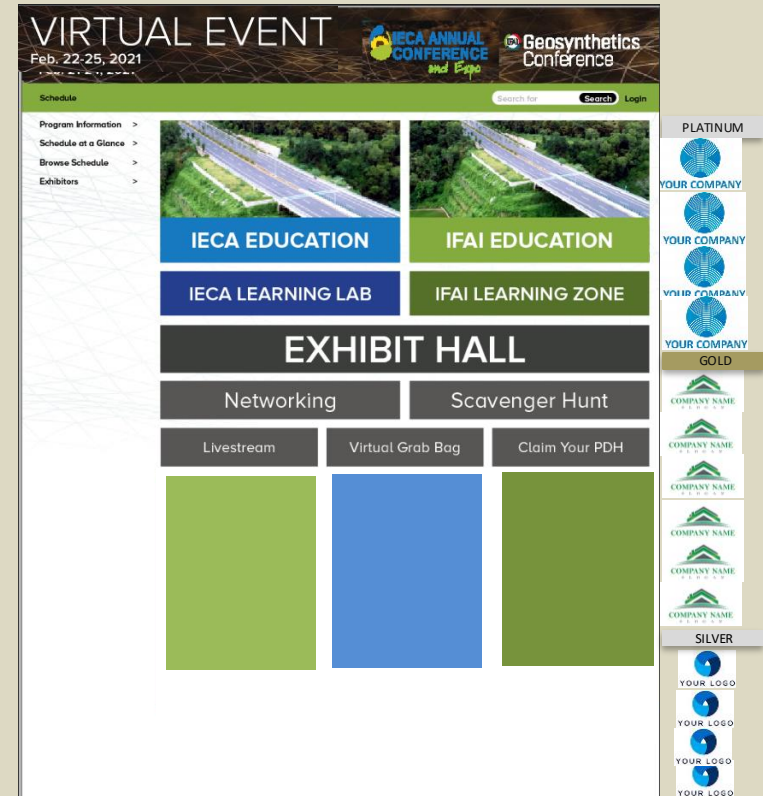 VIRTUAL EVENT
Feb. 22-25, 2021
IECA ANNUAL
CONFERENCE
and Expo
IFAI
Geosynthetics
Conference
Schedule
Search for
Search
Login
Program Information >
Schedule at a Glance >
Browse Schedule >
Exhibitors >
IECA EDUCATION
IFAI EDUCATION
IECA LEARNING LAB
IFAI LEARNING ZONE
EXHIBIT HALL
Networking
Scavenger Hunt
Livestream
Virtual Grab Bag
Claim Your PDH
PLATINUM
YOUR COMPANY
YOUR COMPANY
YOUR COMPANY
YOUR COMPANY
GOLD
COMPANY NAME
COMPANY NAME
COMPANY NAME
COMPANY NAME
COMPANY NAME
COMPANY NAME
SILVER
YOUR LOGO
YOUR LOGO
YOUR LOGO
YOUR LOGO